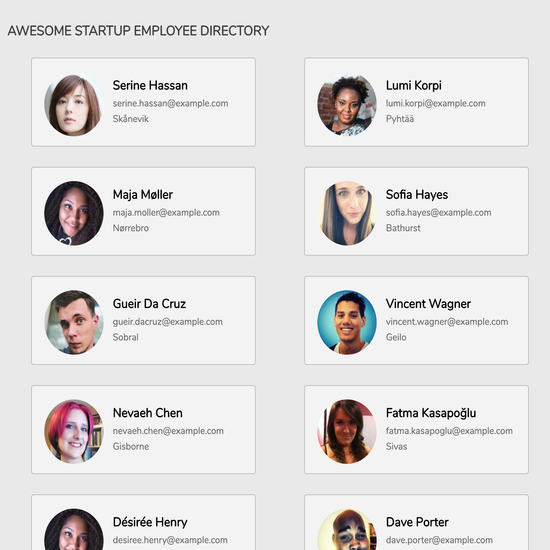 AWESOME STARTUP EMPLOYEE DIRECTORY
Serine Hassan
serine.hassan@example.com
Skånevik
Lumi Korpi
lumi.korpi@example.com
Pyhtää
Maja Møller
maja.moller@example.com
Nørrebro
Sofia Hayes
sofia.hayes@example.com
Bathurst
Gueir Da Cruz
gueir.dacruz@example.com
Sobral
Vincent Wagner
vincent.wagner@example.com
Geilo
Nevaeh Chen
nevaeh.chen@example.com
Gisborne
Fatma Kasapoğlu
fatma.kasapoglu@example.com
Sivas
Désirée Henry
desiree.henry@example.com
Dave Porter
dave.porter@example.com